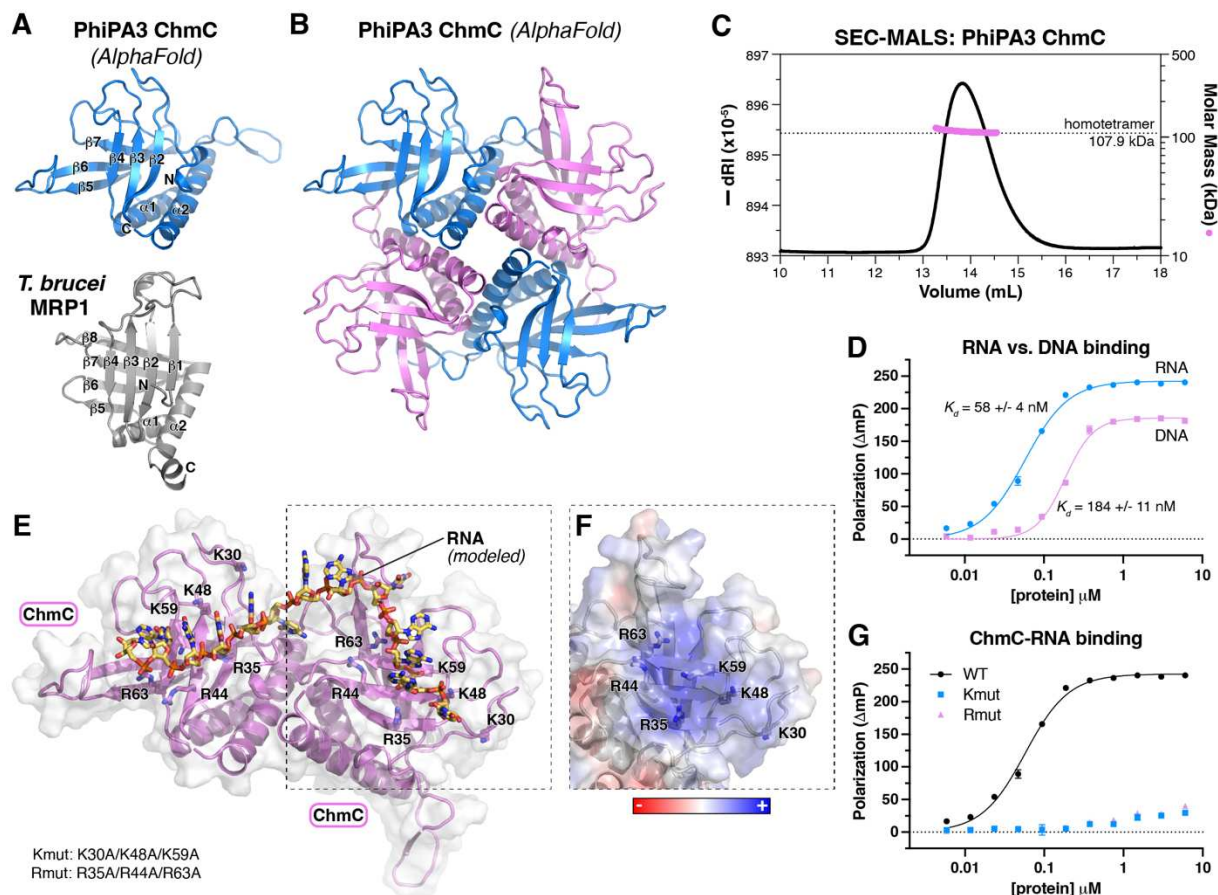 A
PhiPA3 ChmC
(AlphaFold)
β7
β4
β3
β2
β6
β5
N
α1
α2
C
T. brucei
MRP1
β8
β7
β4
β3
β2
β1
β6
N
β5
α1
α2
C
B
PhiPA3 ChmC (AlphaFold)
C
SEC-MALS: PhiPA3 ChmC
897
896
895
894
893
dRI (x10⁻⁵)
500
100
10
Molar Mass (kDa)
homotetramer
107.9 kDa
10
11
12
13
14
15
16
17
18
Volume (mL)
D
RNA vs. DNA binding
250
200
150
100
50
0
Polarization (ΔmP)
RNA
Kd = 58 +/- 4 nM
DNA
Kd = 184 +/- 11 nM
0.01
0.1
1
10
[protein] μM
E
RNA
(modeled)
K30
K48
K59
ChmC
R63
R35
R44
R63
K59
R44
K48
R35
K30
ChmC
Kmut: K30A/K48A/K59A
Rmut: R35A/R44A/R63A
F
R63
K59
R44
K48
R35
K30
-
+
G
ChmC-RNA binding
250
200
150
100
50
0
Polarization (ΔmP)
WT
Kmut
Rmut
0.01
0.1
1
10
[protein] μM